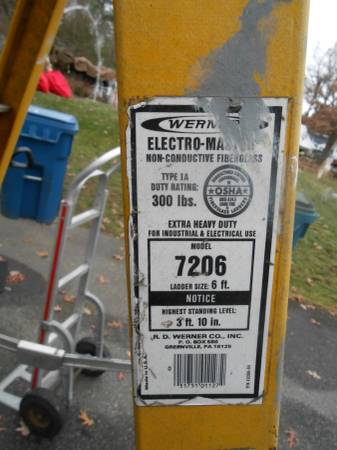 WERNER
ELECTRO-MASTER
NON-CONDUCTIVE FIBERGLASS
TYPE IA
DUTY RATING:
300 lbs.
OSHA
EXTRA HEAVY DUTY
FOR INDUSTRIAL & ELECTRICAL USE
MODEL
7206
LADDER SIZE: 6 ft.
NOTICE
HIGHEST STANDING LEVEL:
3 ft. 10 in.
R. D. WERNER CO., INC.
P. O. BOX 580
GREENVILLE, PA 16125
Made in U.S.A.